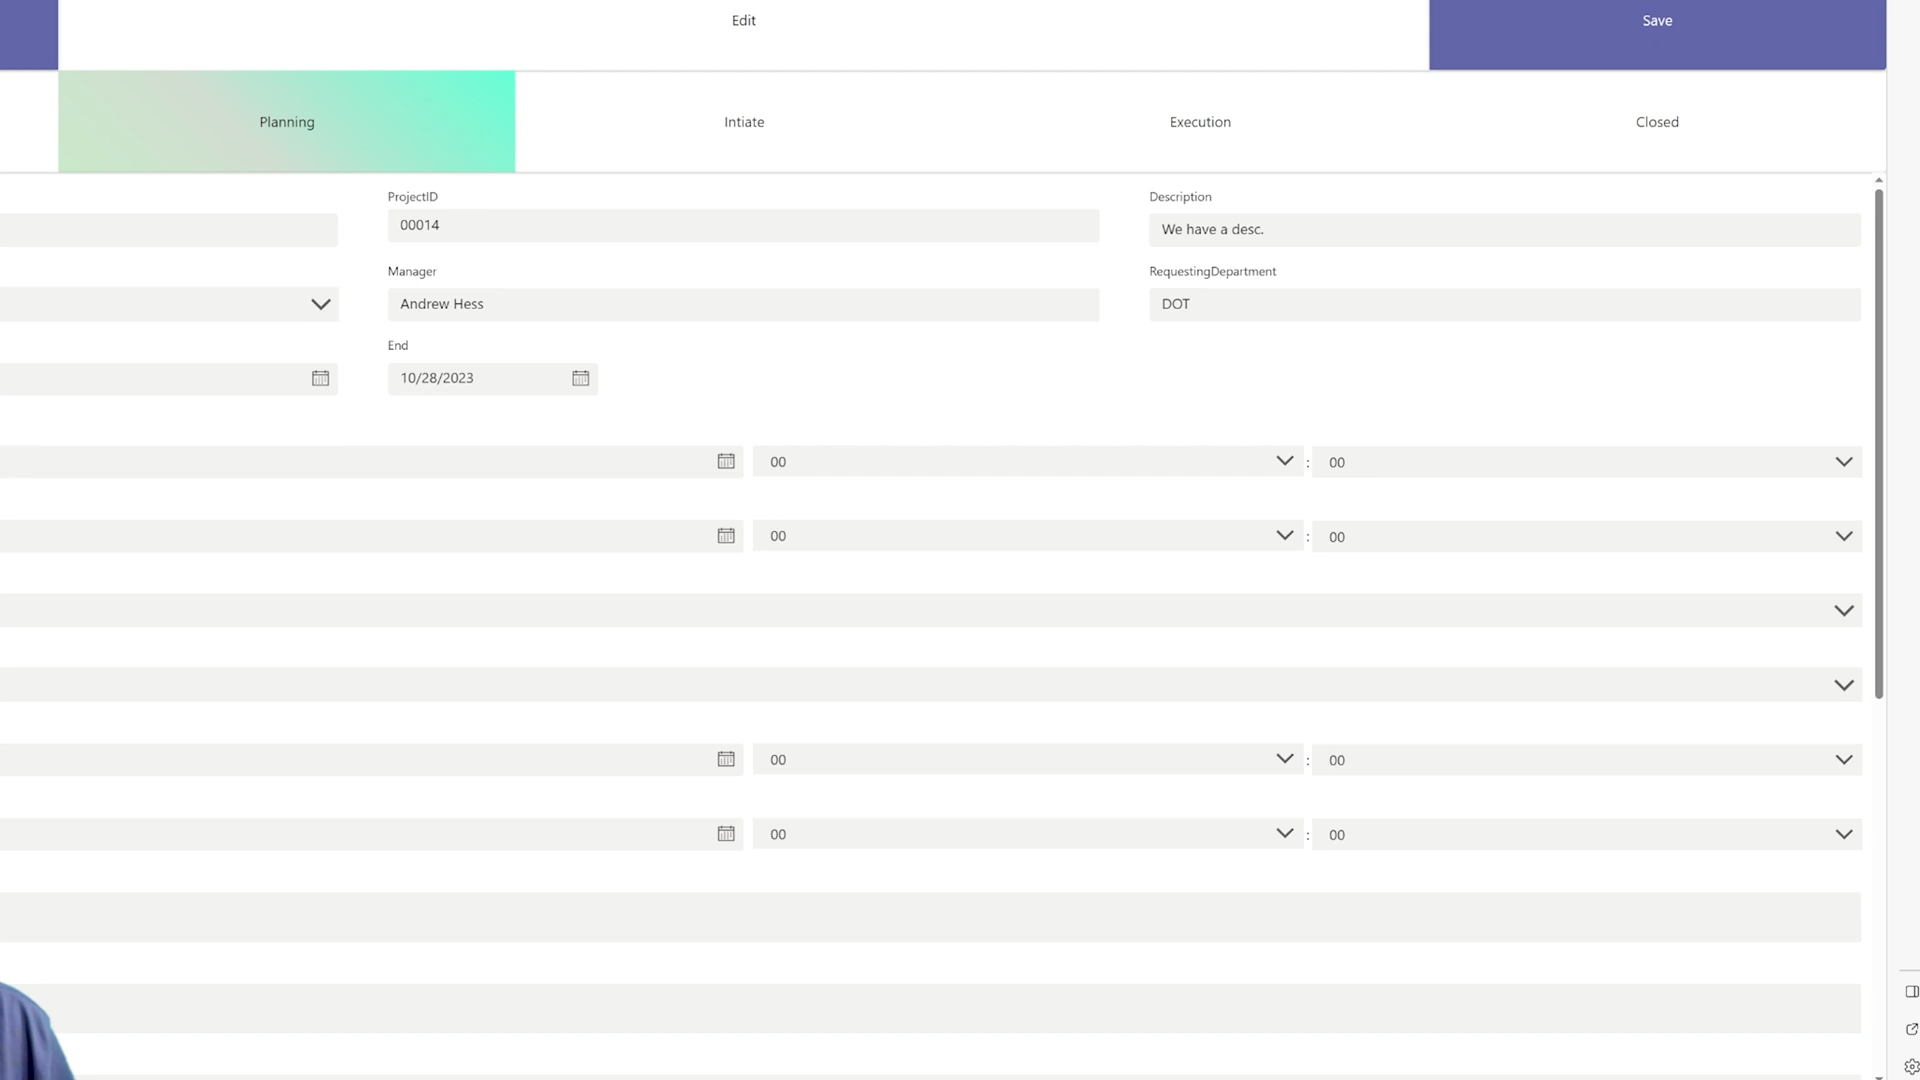 Edit
Save
Planning
Intiate
Execution
Closed
ProjectID
Description
00014
We have a desc.
Manager
RequestingDepartment
Andrew Hess
DOT
End
10/28/2023
00 : 00
00 : 00
00 : 00
00 : 00